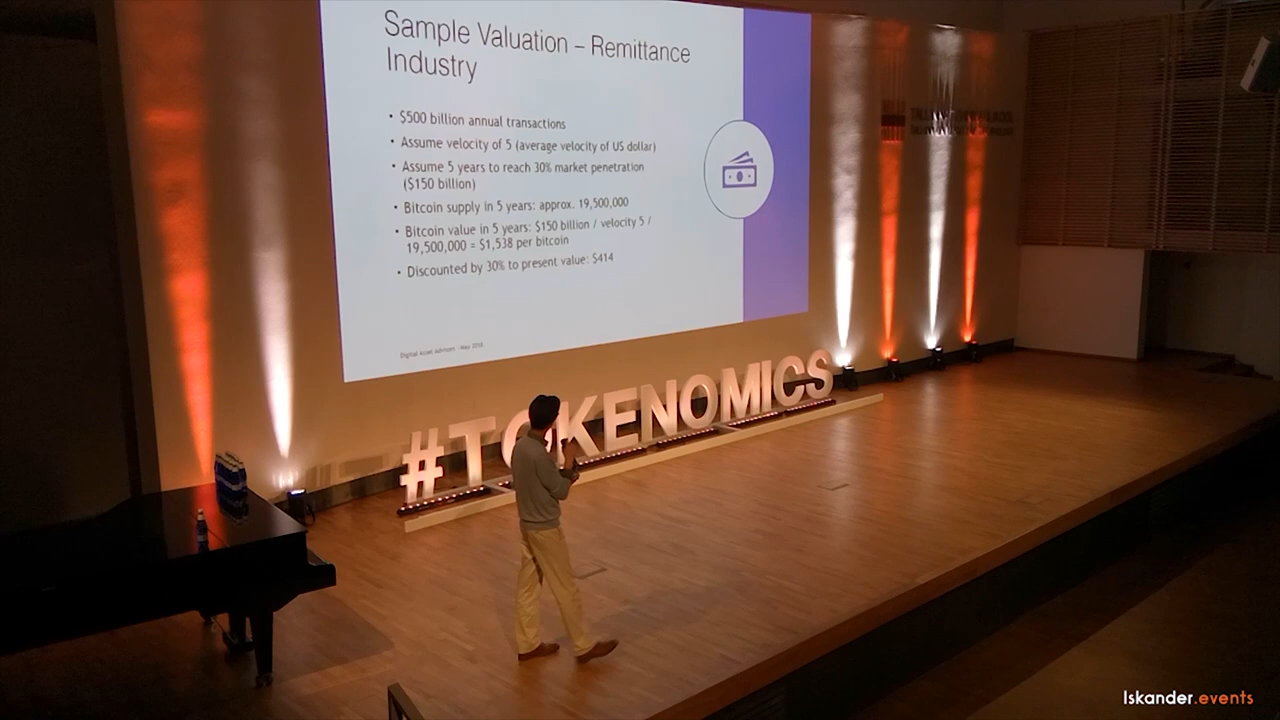 Sample Valuation – Remittance
Industry
• $500 billion annual transactions
• Assume velocity of 5 (average velocity of US dollar)
• Assume 5 years to reach 30% market penetration
($150 billion)
• Bitcoin supply in 5 years: approx. 19,500,000
• Bitcoin value in 5 years: $150 billion / velocity 5 /
19,500,000 = $1,538 per bitcoin
• Discounted by 30% to present value: $414
Digital Asset Advisors - May 2018
#TOKENOMICS
Iskander.events